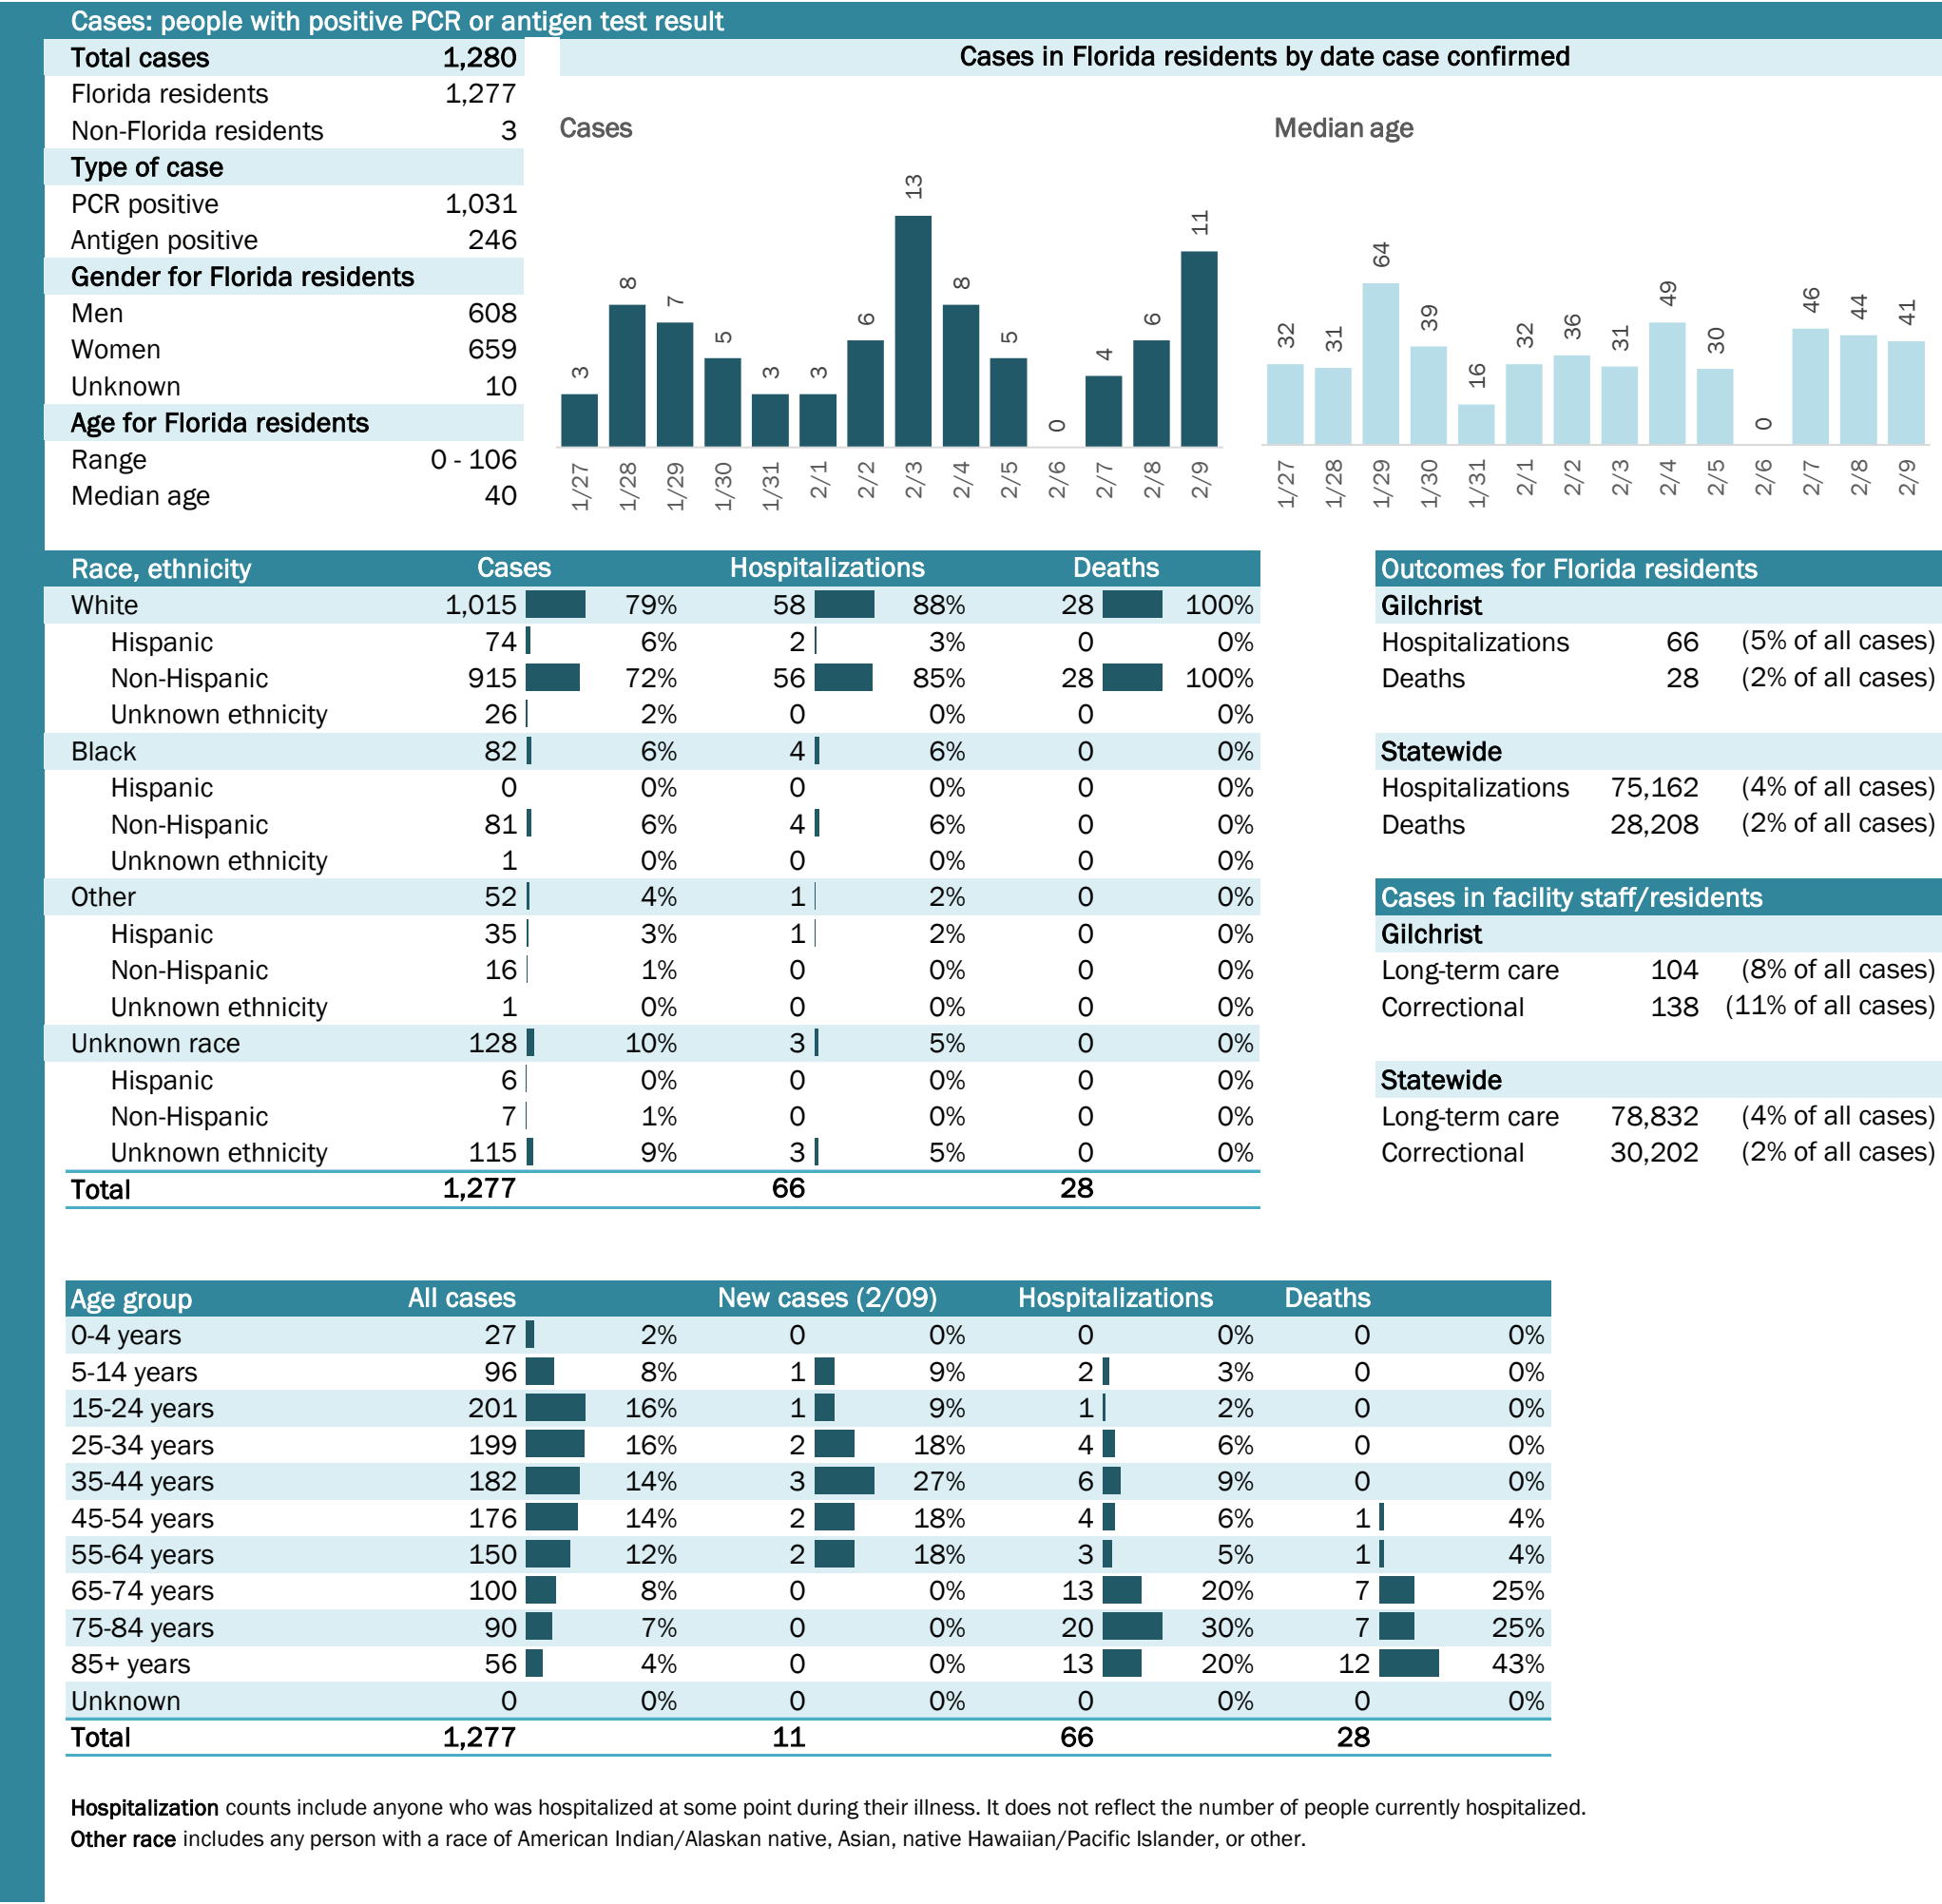 Cases: people with positive PCR or antigen test result
Total cases 1,280
Florida residents 1,277
Non-Florida residents 3
Type of case
PCR positive 1,031
Antigen positive 246
Gender for Florida residents
Men 608
Women 659
Unknown 10
Age for Florida residents
Range 0 - 106
Median age 40
Cases in Florida residents by date case confirmed
Cases
3 8 7 5 3 3 6 13 8 5 0 4 6 11
1/27 1/28 1/29 1/30 1/31 2/1 2/2 2/3 2/4 2/5 2/6 2/7 2/8 2/9
Median age
32 31 64 39 16 32 36 31 49 30 0 46 44 41
1/27 1/28 1/29 1/30 1/31 2/1 2/2 2/3 2/4 2/5 2/6 2/7 2/8 2/9
Race, ethnicity Cases Hospitalizations Deaths
White 1,015 79% 58 88% 28 100%
Hispanic 74 6% 2 3% 0 0%
Non-Hispanic 915 72% 56 85% 28 100%
Unknown ethnicity 26 2% 0 0% 0 0%
Black 82 6% 4 6% 0 0%
Hispanic 0 0% 0 0% 0 0%
Non-Hispanic 81 6% 4 6% 0 0%
Unknown ethnicity 1 0% 0 0% 0 0%
Other 52 4% 1 2% 0 0%
Hispanic 35 3% 1 2% 0 0%
Non-Hispanic 16 1% 0 0% 0 0%
Unknown ethnicity 1 0% 0 0% 0 0%
Unknown race 128 10% 3 5% 0 0%
Hispanic 6 0% 0 0% 0 0%
Non-Hispanic 7 1% 0 0% 0 0%
Unknown ethnicity 115 9% 3 5% 0 0%
Total 1,277 66 28
Outcomes for Florida residents
Gilchrist
Hospitalizations 66 (5% of all cases)
Deaths 28 (2% of all cases)
Statewide
Hospitalizations 75,162 (4% of all cases)
Deaths 28,208 (2% of all cases)
Cases in facility staff/residents
Gilchrist
Long-term care 104 (8% of all cases)
Correctional 138 (11% of all cases)
Statewide
Long-term care 78,832 (4% of all cases)
Correctional 30,202 (2% of all cases)
Age group All cases New cases (2/09) Hospitalizations Deaths
0-4 years 27 2% 0 0% 0 0% 0 0%
5-14 years 96 8% 1 9% 2 3% 0 0%
15-24 years 201 16% 1 9% 1 2% 0 0%
25-34 years 199 16% 2 18% 4 6% 0 0%
35-44 years 182 14% 3 27% 6 9% 0 0%
45-54 years 176 14% 2 18% 4 6% 1 4%
55-64 years 150 12% 2 18% 3 5% 1 4%
65-74 years 100 8% 0 0% 13 20% 7 25%
75-84 years 90 7% 0 0% 20 30% 7 25%
85+ years 56 4% 0 0% 13 20% 12 43%
Unknown 0 0% 0 0% 0 0% 0 0%
Total 1,277 11 66 28
Hospitalization counts include anyone who was hospitalized at some point during their illness. It does not reflect the number of people currently hospitalized.
Other race includes any person with a race of American Indian/Alaskan native, Asian, native Hawaiian/Pacific Islander, or other.